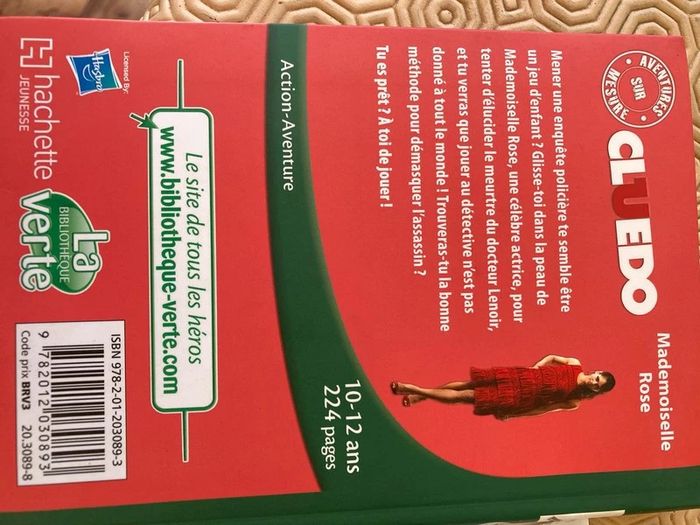 AVENTURES
SUR
MESURE
CLUEDO
Mademoiselle
Rose
Mener une enquête policière te semble être
un jeu d'enfant ? Glisse-toi dans la peau de
Mademoiselle Rose, une célèbre actrice, pour
tenter d'élucider le meurtre du docteur Lenoir,
et tu verras que jouer au détective n'est pas
donné à tout le monde ! Trouveras-tu la bonne
méthode pour démasquer l'assassin ?
Tu es prêt ? À toi de jouer !
10-12 ans
224 pages
Action-Aventure
Le site de tous les héros
www.bibliotheque-verte.com
Licensed By:
Hasbro
hachette
JEUNESSE
La
BIBLIOTHÈQUE
verte
ISBN 978-2-01-203089-3
9 782012 030893
Code prix BRV3 20.3089-8